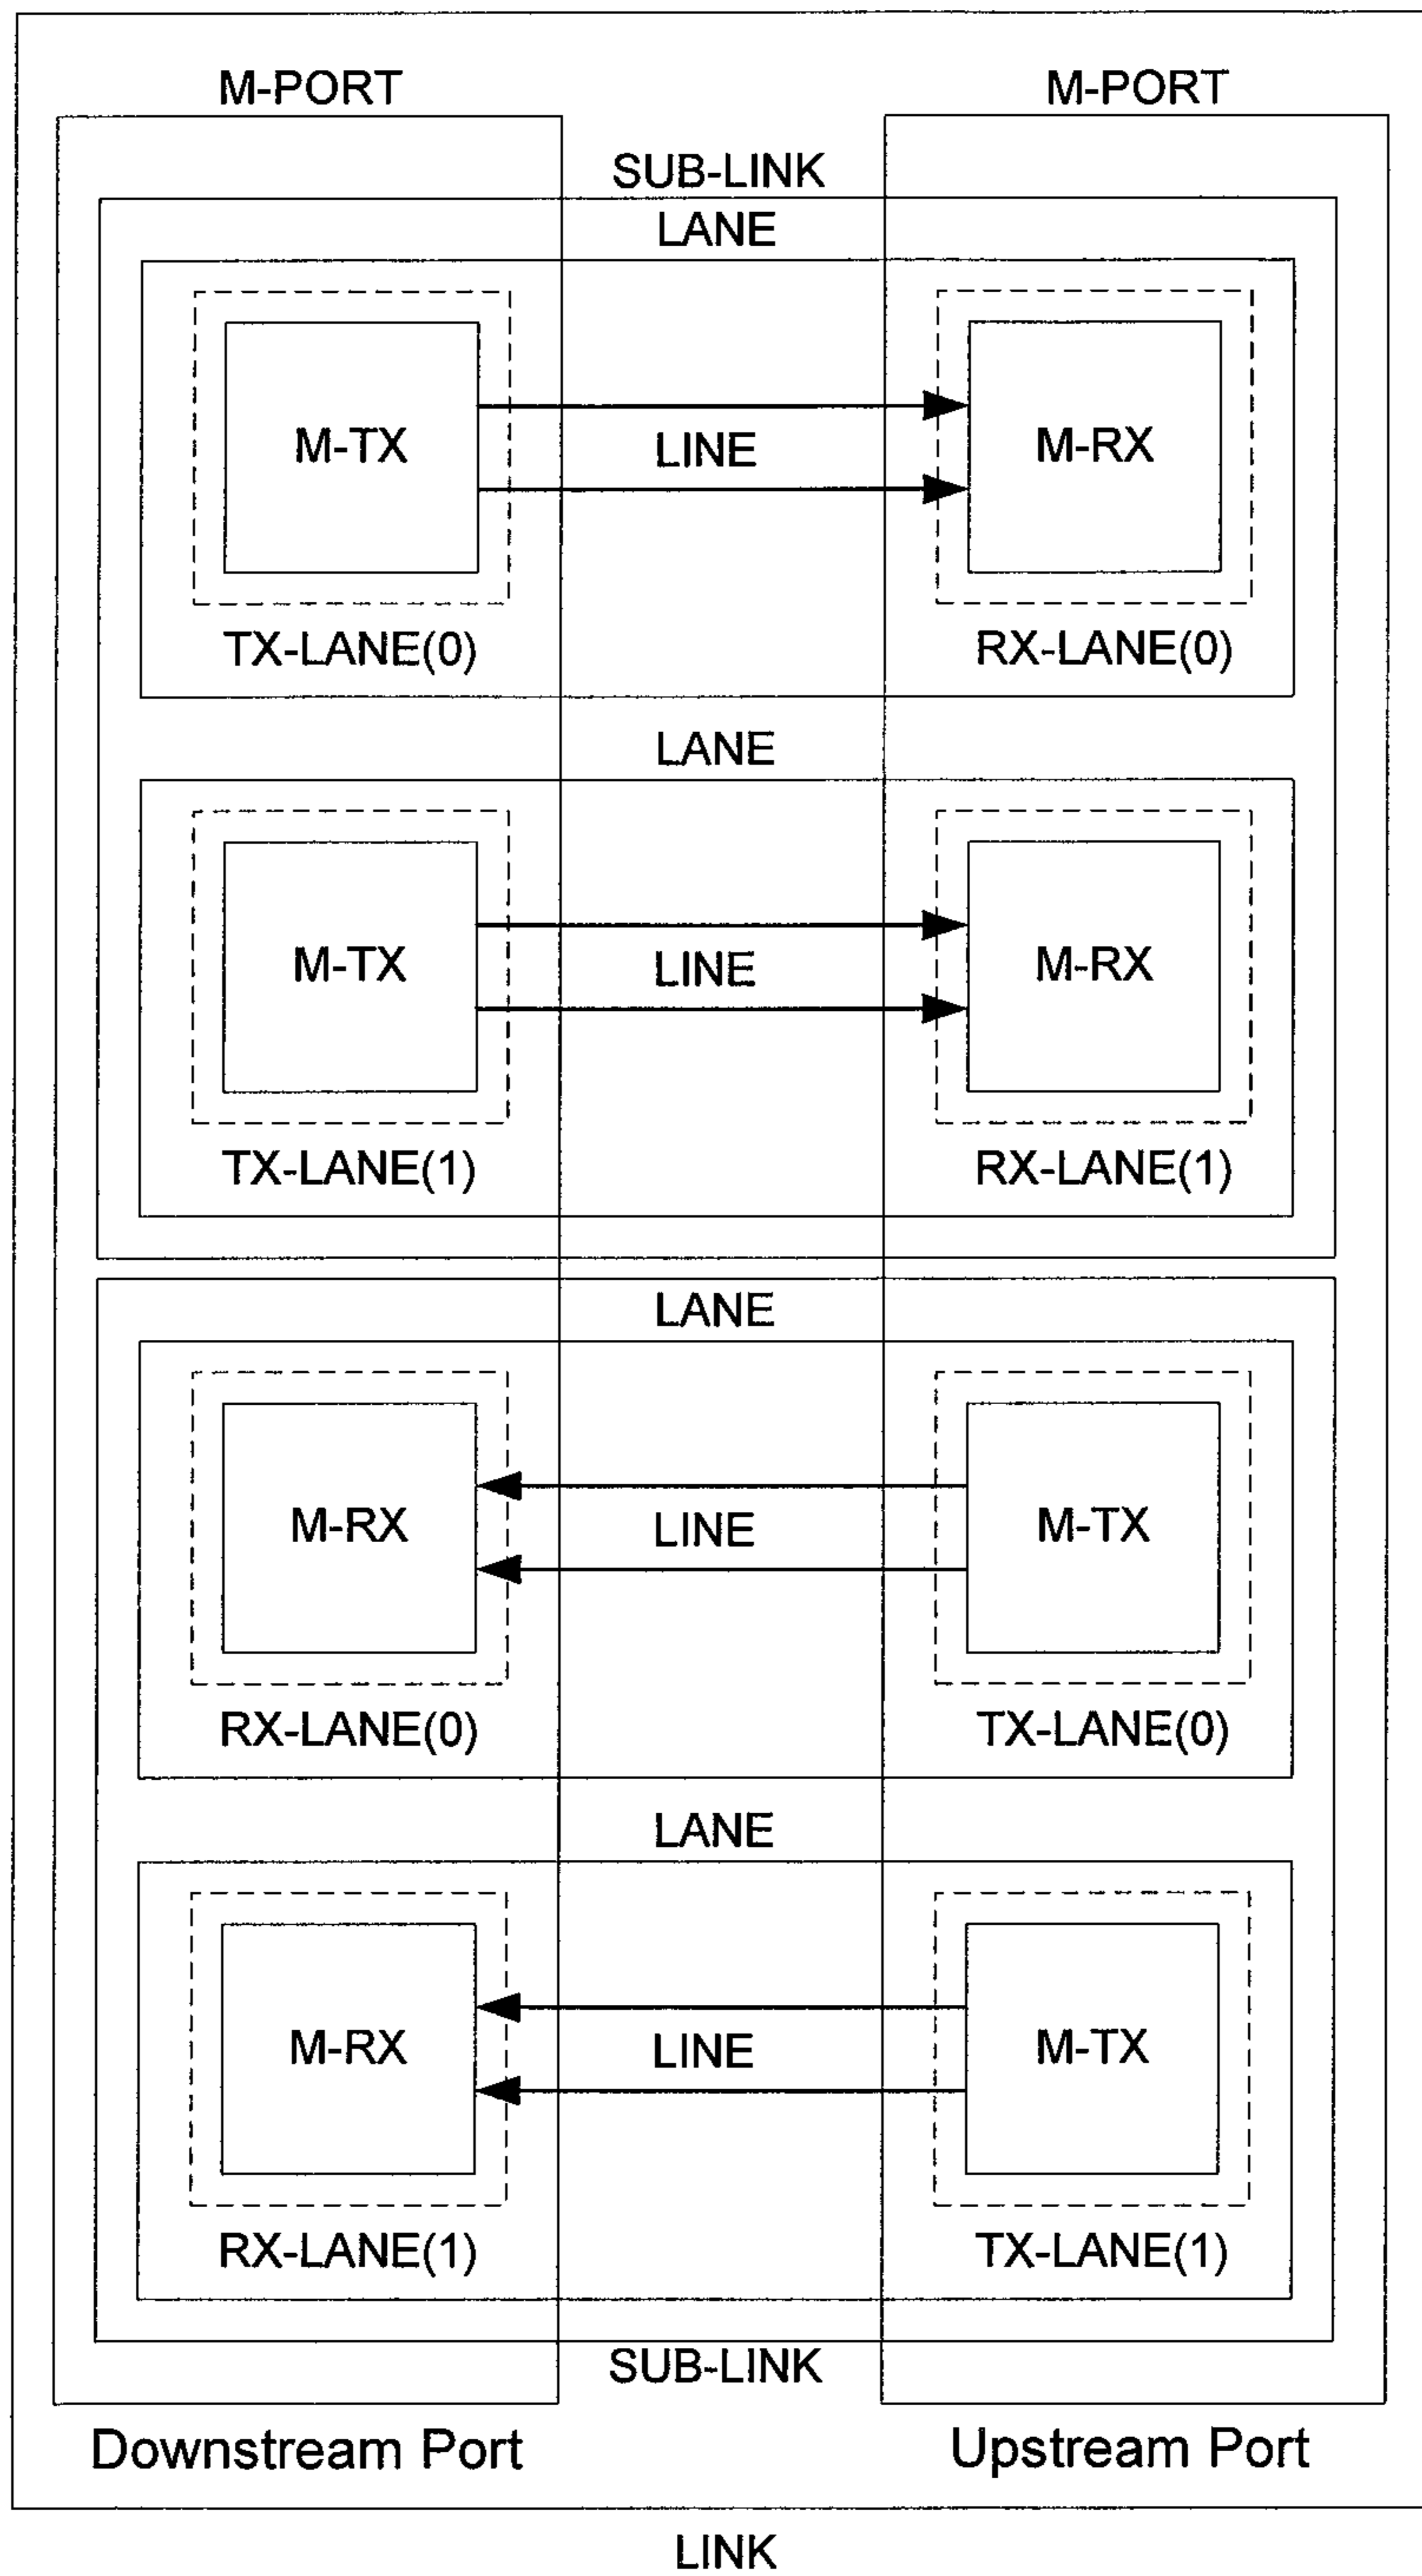 M-PORT M-PORT
SUB-LINK
LANE
M-TX LINE M-RX
TX-LANE(0) RX-LANE(0)
LANE
M-TX LINE M-RX
TX-LANE(1) RX-LANE(1)
LANE
M-RX LINE M-TX
RX-LANE(0) TX-LANE(0)
LANE
M-RX LINE M-TX
RX-LANE(1) TX-LANE(1)
SUB-LINK
Downstream Port Upstream Port
LINK